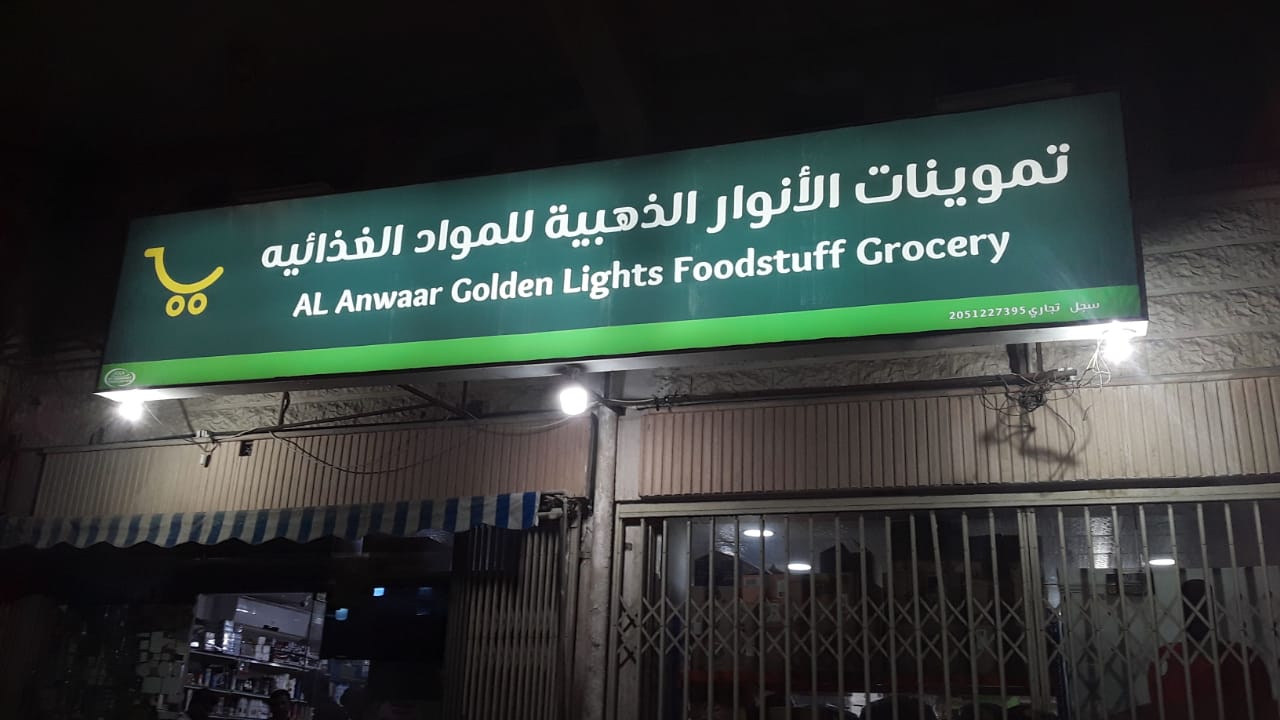 تموينات الأنوار الذهبية للمواد الغذائيه
AL Anwaar Golden Lights Foodstuff Grocery
سجل تجاري 2051227395